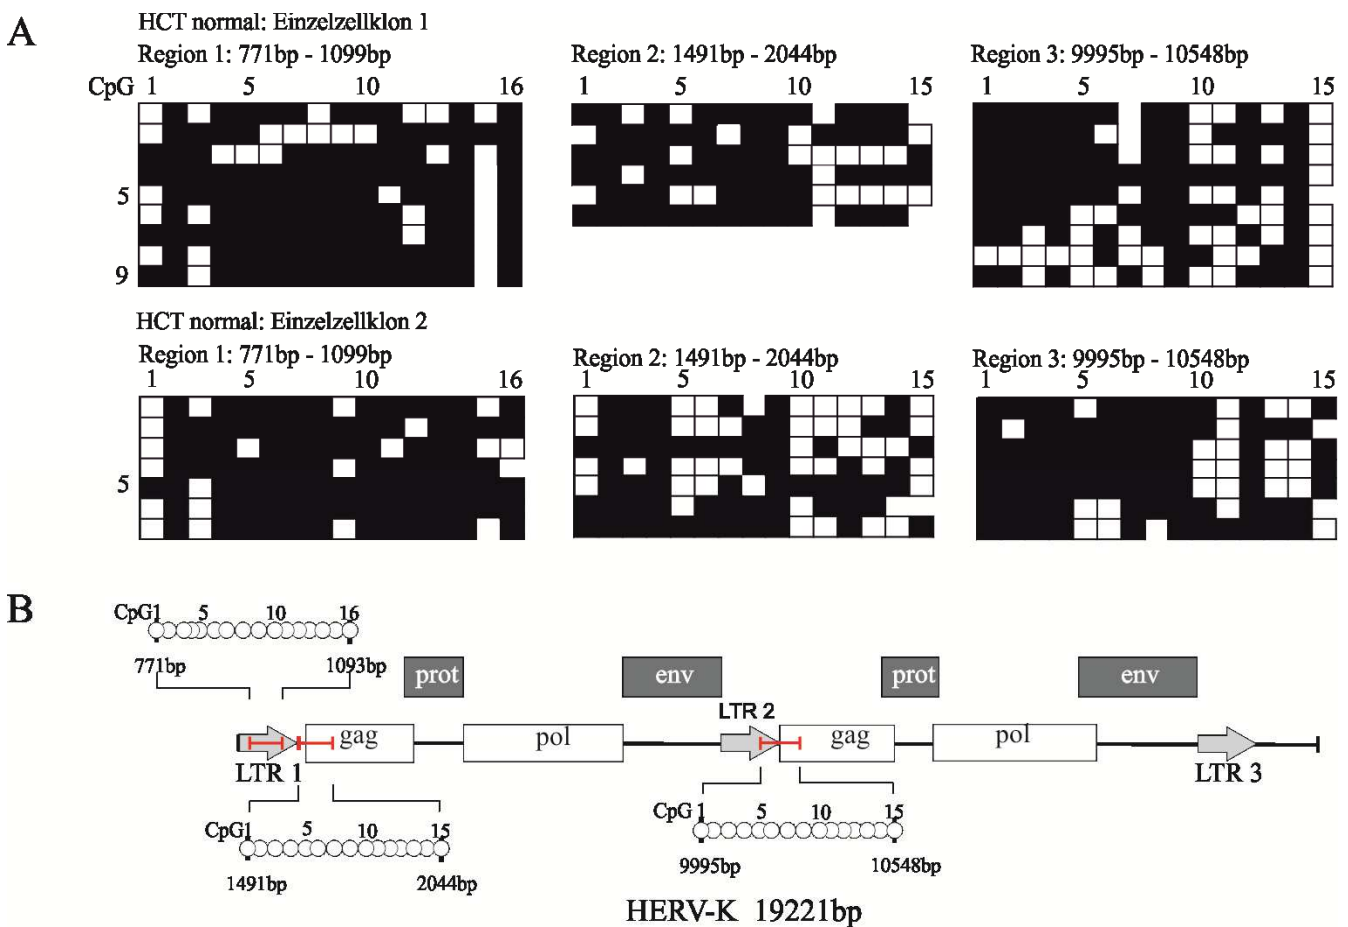 A
HCT normal: Einzelzellklon 1
Region 1: 771bp - 1099bp
Region 2: 1491bp - 2044bp
Region 3: 9995bp - 10548bp
CpG 1 5 10 16
1 5 10 15
1 5 10 15
5
9
HCT normal: Einzelzellklon 2
Region 1: 771bp - 1099bp
Region 2: 1491bp - 2044bp
Region 3: 9995bp - 10548bp
1 5 10 16
1 5 10 15
1 5 10 15
5
B
CpG1 5 10 16
771bp 1093bp
prot env prot env
LTR 2
gag pol gag pol
LTR 1
LTR 3
CpG1 5 10 15
1491bp 2044bp
CpG 1 5 10 15
9995bp 10548bp
HERV-K 19221bp